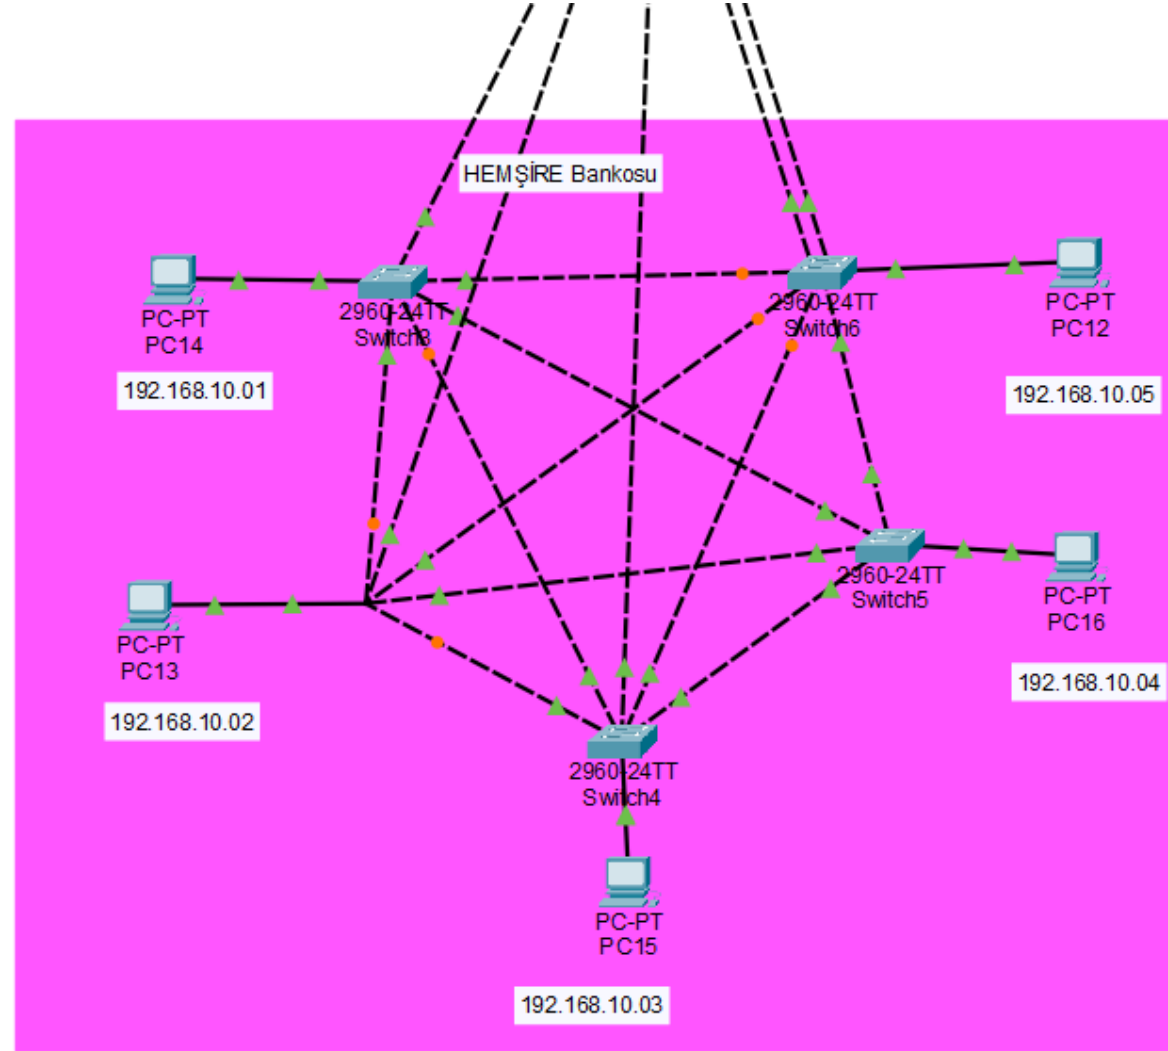 HEMŞİRE Bankosu
PC-PT
PC14
192.168.10.01
2960-24TT
Switch3
2960-24TT
Switch6
PC-PT
PC12
192.168.10.05
PC-PT
PC13
192.168.10.02
2960-24TT
Switch5
PC-PT
PC16
192.168.10.04
2960-24TT
Switch4
PC-PT
PC15
192.168.10.03